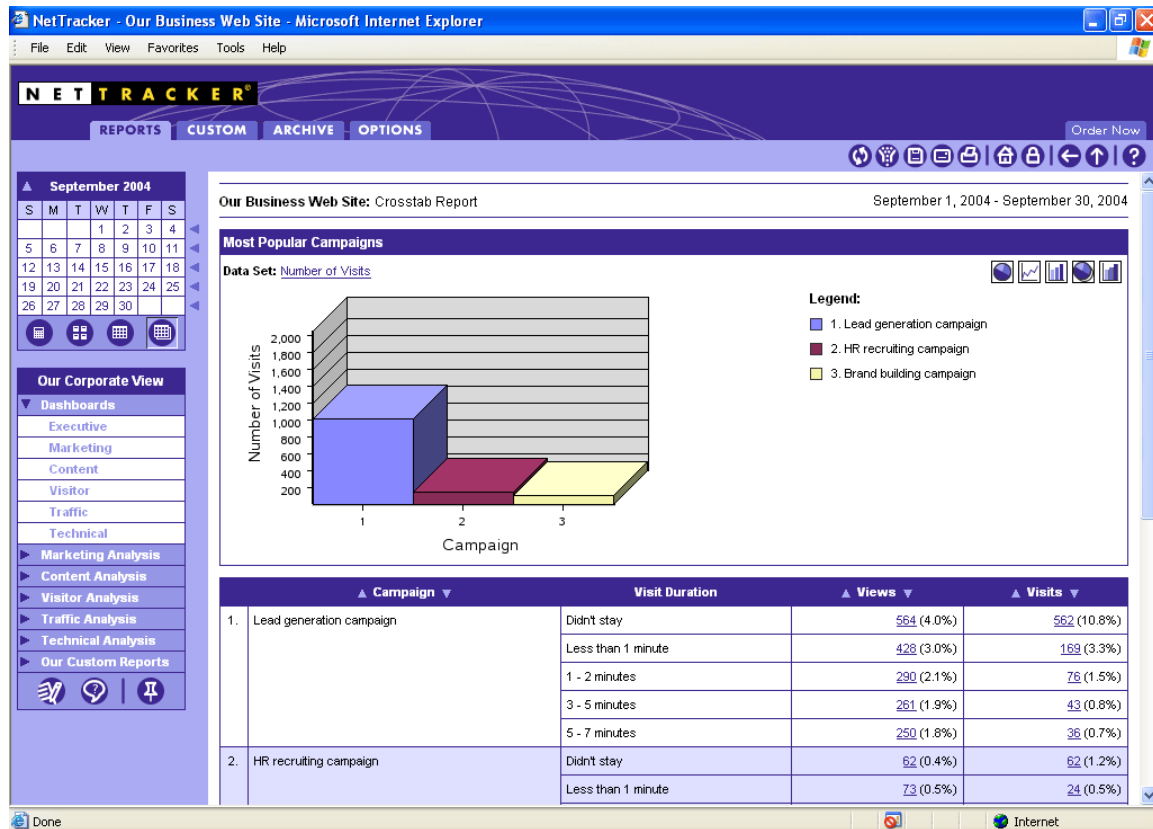 NetTracker - Our Business Web Site - Microsoft Internet Explorer
File Edit View Favorites Tools Help
NETTRACKER®
REPORTS CUSTOM ARCHIVE OPTIONS
Order Now
September 2004
S M T W T F S
1 2 3 4
5 6 7 8 9 10 11
12 13 14 15 16 17 18
19 20 21 22 23 24 25
26 27 28 29 30
Our Corporate View
Dashboards
Executive
Marketing
Content
Visitor
Traffic
Technical
Marketing Analysis
Content Analysis
Visitor Analysis
Traffic Analysis
Technical Analysis
Our Custom Reports
Our Business Web Site: Crosstab Report September 1, 2004 - September 30, 2004
Most Popular Campaigns
Data Set: Number of Visits
Number of Visits
2,000
1,800
1,600
1,400
1,200
1,000
800
600
400
200
1 2 3
Campaign
Legend:
1. Lead generation campaign
2. HR recruiting campaign
3. Brand building campaign
Campaign Visit Duration Views Visits
1. Lead generation campaign Didn't stay 564 (4.0%) 562 (10.8%)
Less than 1 minute 428 (3.0%) 169 (3.3%)
1 - 2 minutes 290 (2.1%) 76 (1.5%)
3 - 5 minutes 261 (1.9%) 43 (0.8%)
5 - 7 minutes 250 (1.8%) 36 (0.7%)
2. HR recruiting campaign Didn't stay 62 (0.4%) 62 (1.2%)
Less than 1 minute 73 (0.5%) 24 (0.5%)
Done Internet